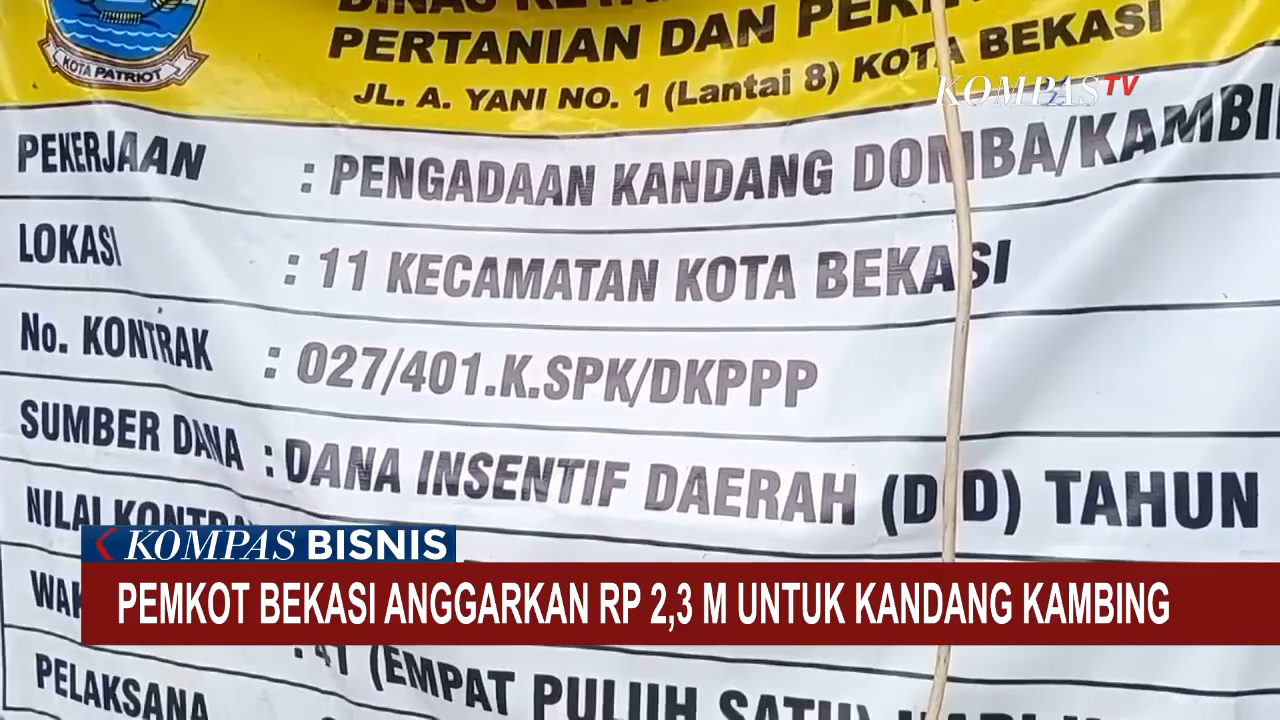 PERTANIAN DAN
KOTA PATRIOT
JL. A. YANI NO. 1 (Lantai 8) KOTA BEKASI
KOMPAS TV
PEKERJAAN : PENGADAAN KANDANG DOMBA/KAMBI
LOKASI : 11 KECAMATAN KOTA BEKASI
No. KONTRAK : 027/401.K.SPK/DKPPP
SUMBER DANA : DANA INSENTIF DAERAH (DID) TAHUN
NILAI
KOMPAS BISNIS
PEMKOT BEKASI ANGGARKAN RP 2,3 M UNTUK KANDANG KAMBING
: 41 (EMPAT PULUH SATU)
PELAKSANA